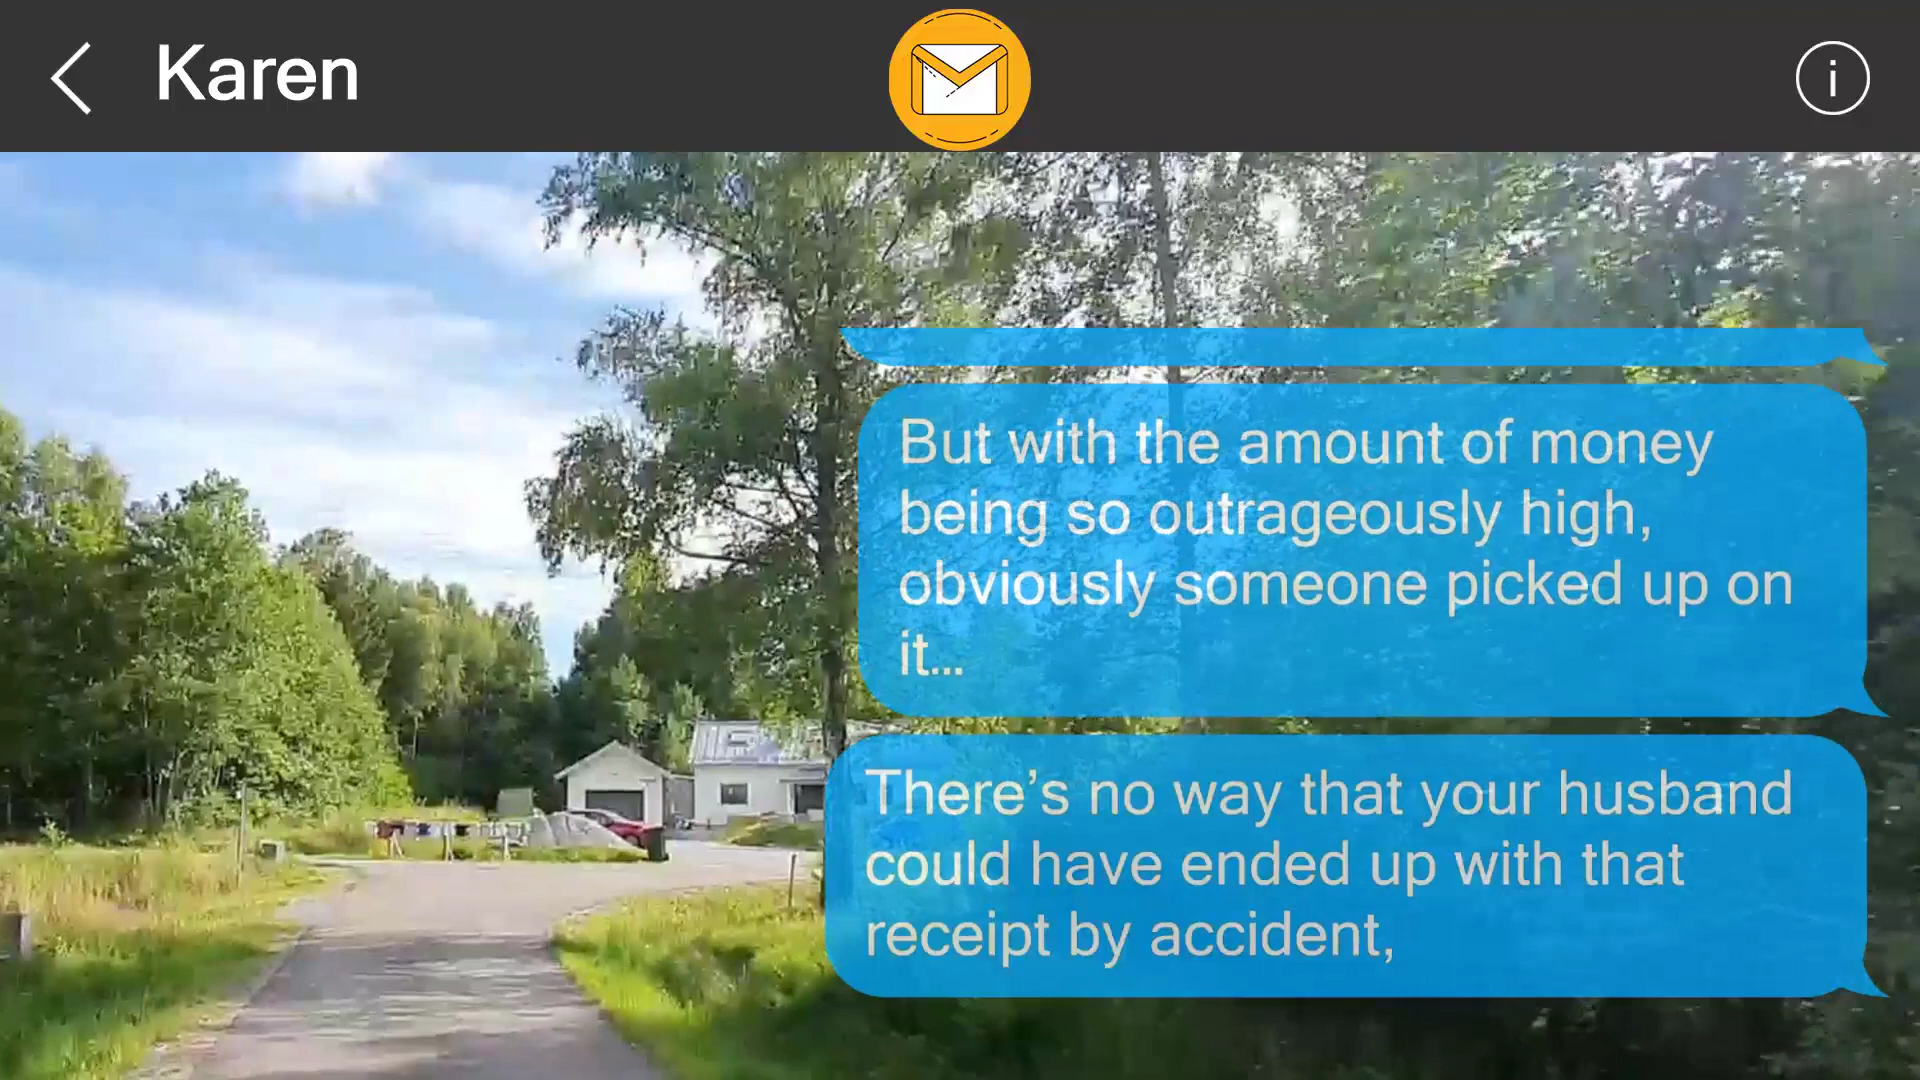 Karen
But with the amount of money
being so outrageously high,
obviously someone picked up on
it...
There’s no way that your husband
could have ended up with that
receipt by accident,